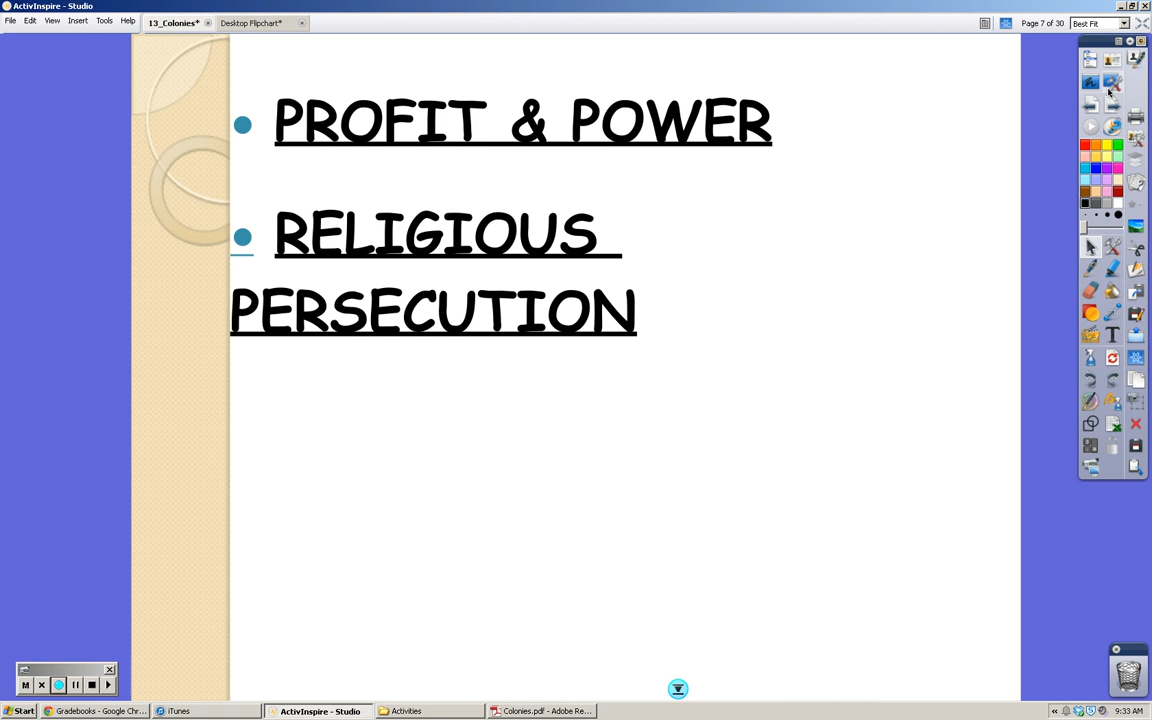 ActivInspire - Studio
File Edit View Insert Tools Help
13_Colonies* Desktop Flipchart* Page 7 of 30 Best Fit
• PROFIT & POWER
• RELIGIOUS
PERSECUTION
M
Start Gradebooks - Google Chr... iTunes ActivInspire - Studio Activities Colonies.pdf - Adobe Re... « 9:33 AM